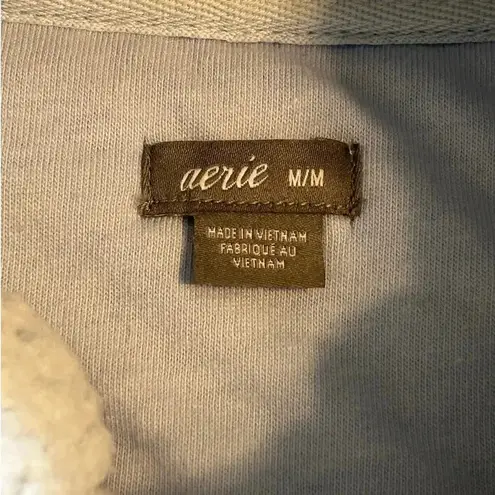 aerie M/M
MADE IN VIETNAM
FABRIQUÉ AU
VIETNAM